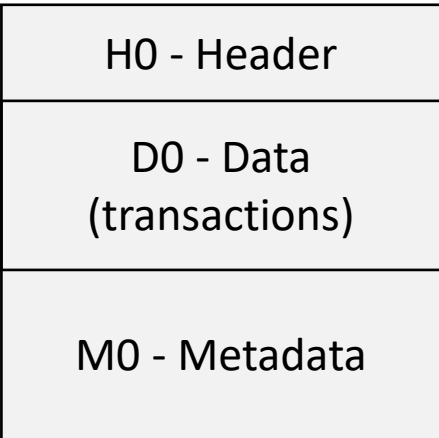 H0 - Header
D0 - Data
(transactions)
M0 - Metadata